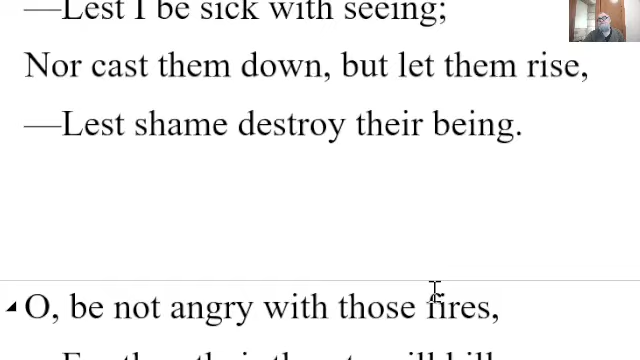 —Lest I be sick with seeing;
Nor cast them down, but let them rise,
—Lest shame destroy their being.
O, be not angry with those fires,